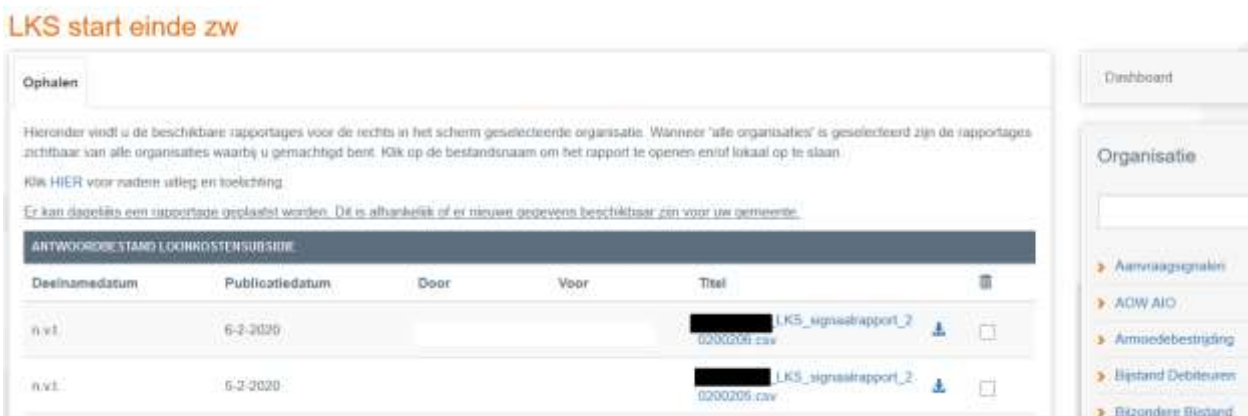 LKS start einde zw
Ophalen
Hieronder vindt u de beschikbare rapportages voor de rechts in het scherm geselecteerde organisatie. Wanneer 'alle organisaties' is geselecteerd zijn de rapportages
zichtbaar van alle organisaties waarbij u gemachtigd bent. Klik op de bestandsnaam om het rapport te openen en/of lokaal op te slaan.
Klik HIER voor nadere uitleg en toelichting.
Er kan dagelijks een rapportage geplaatst worden. Dit is afhankelijk of er nieuwe gegevens beschikbaar zijn voor uw gemeente.
ANTWOORDBESTAND LOONKOSTENSUBSIDIE
Deelnamedatum Publicatiedatum Door Voor Titel
n.v.t. 6-2-2020 _LKS_signaalrapport_2
0200206.csv
n.v.t. 5-2-2020 _LKS_signaalrapport_2
0200205.csv
Dashboard
Organisatie
Aanvraagsignalen
AOW AIO
Armoedebestrijding
Bijstand Debiteuren
Bijzondere Bijstand